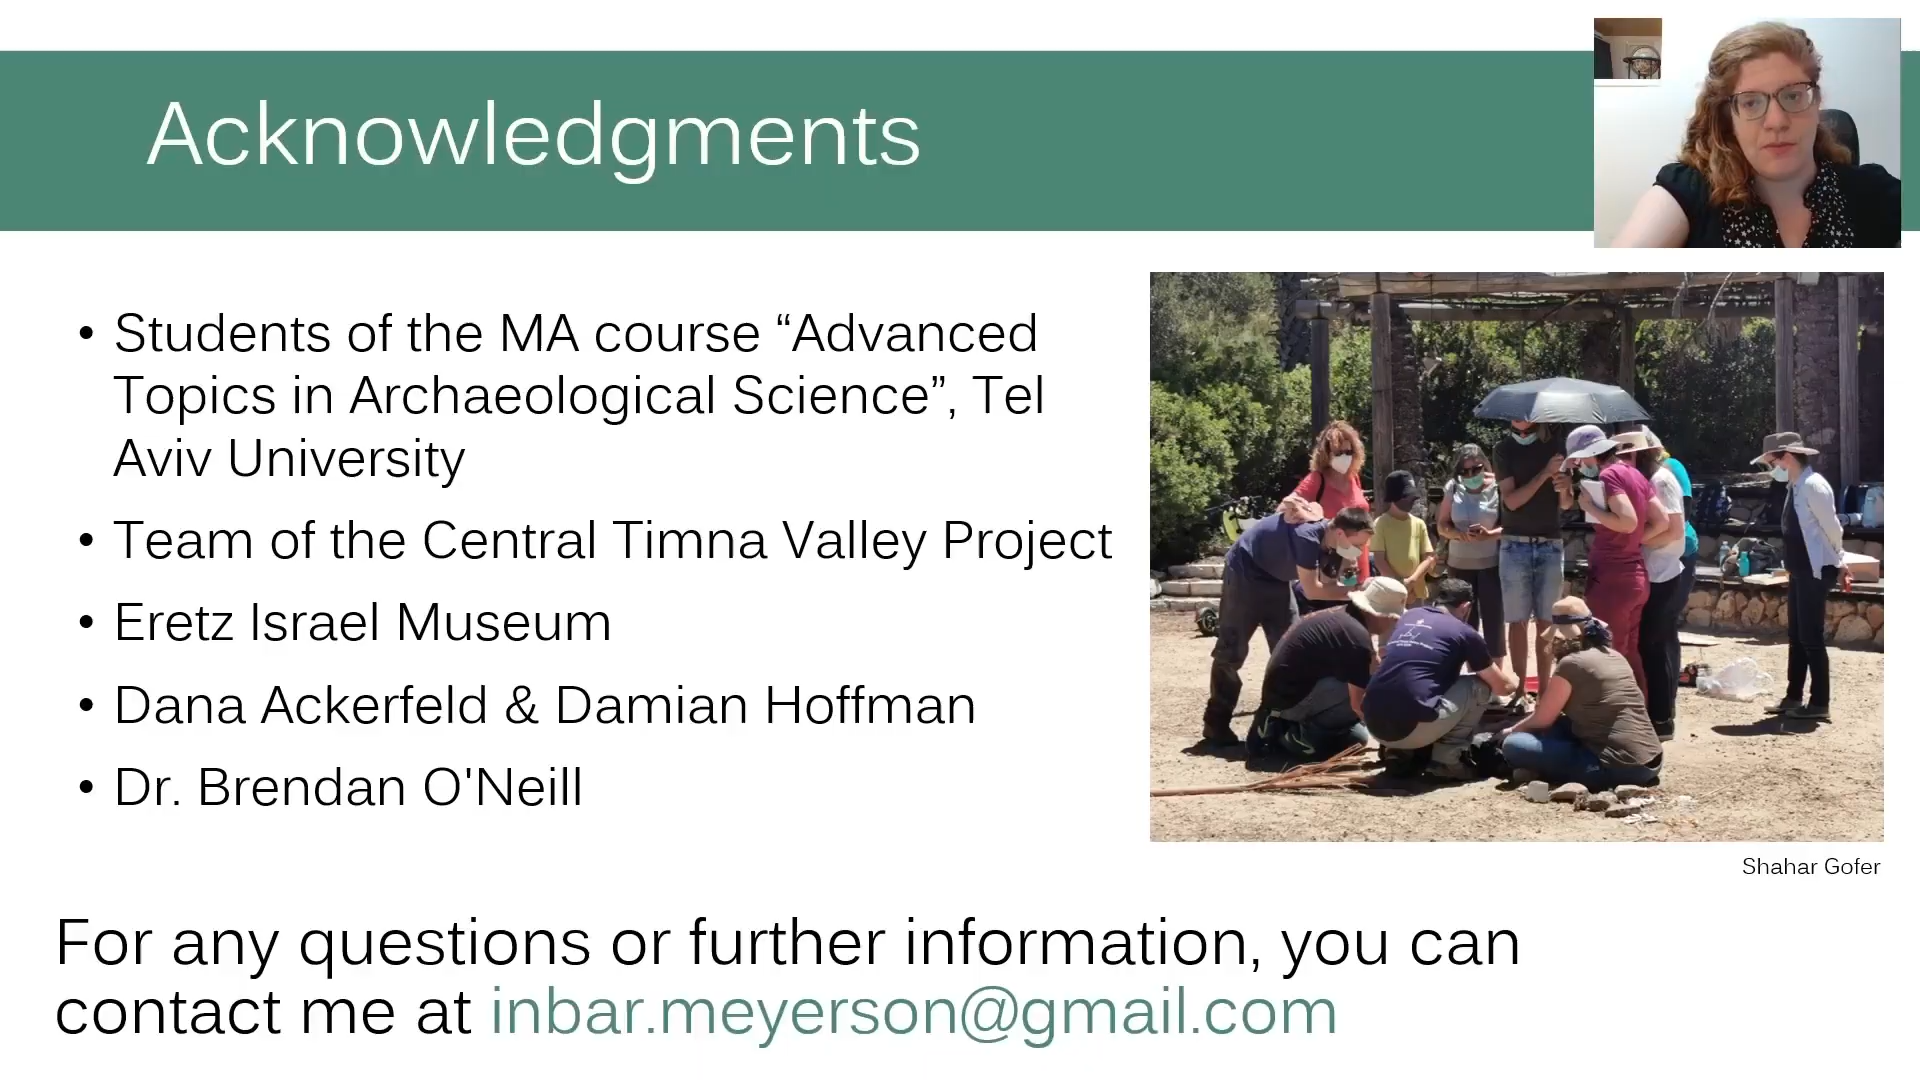 Acknowledgments
• Students of the MA course “Advanced
Topics in Archaeological Science”, Tel
Aviv University
• Team of the Central Timna Valley Project
• Eretz Israel Museum
• Dana Ackerfeld & Damian Hoffman
• Dr. Brendan O'Neill
Shahar Gofer
For any questions or further information, you can
contact me at inbar.meyerson@gmail.com